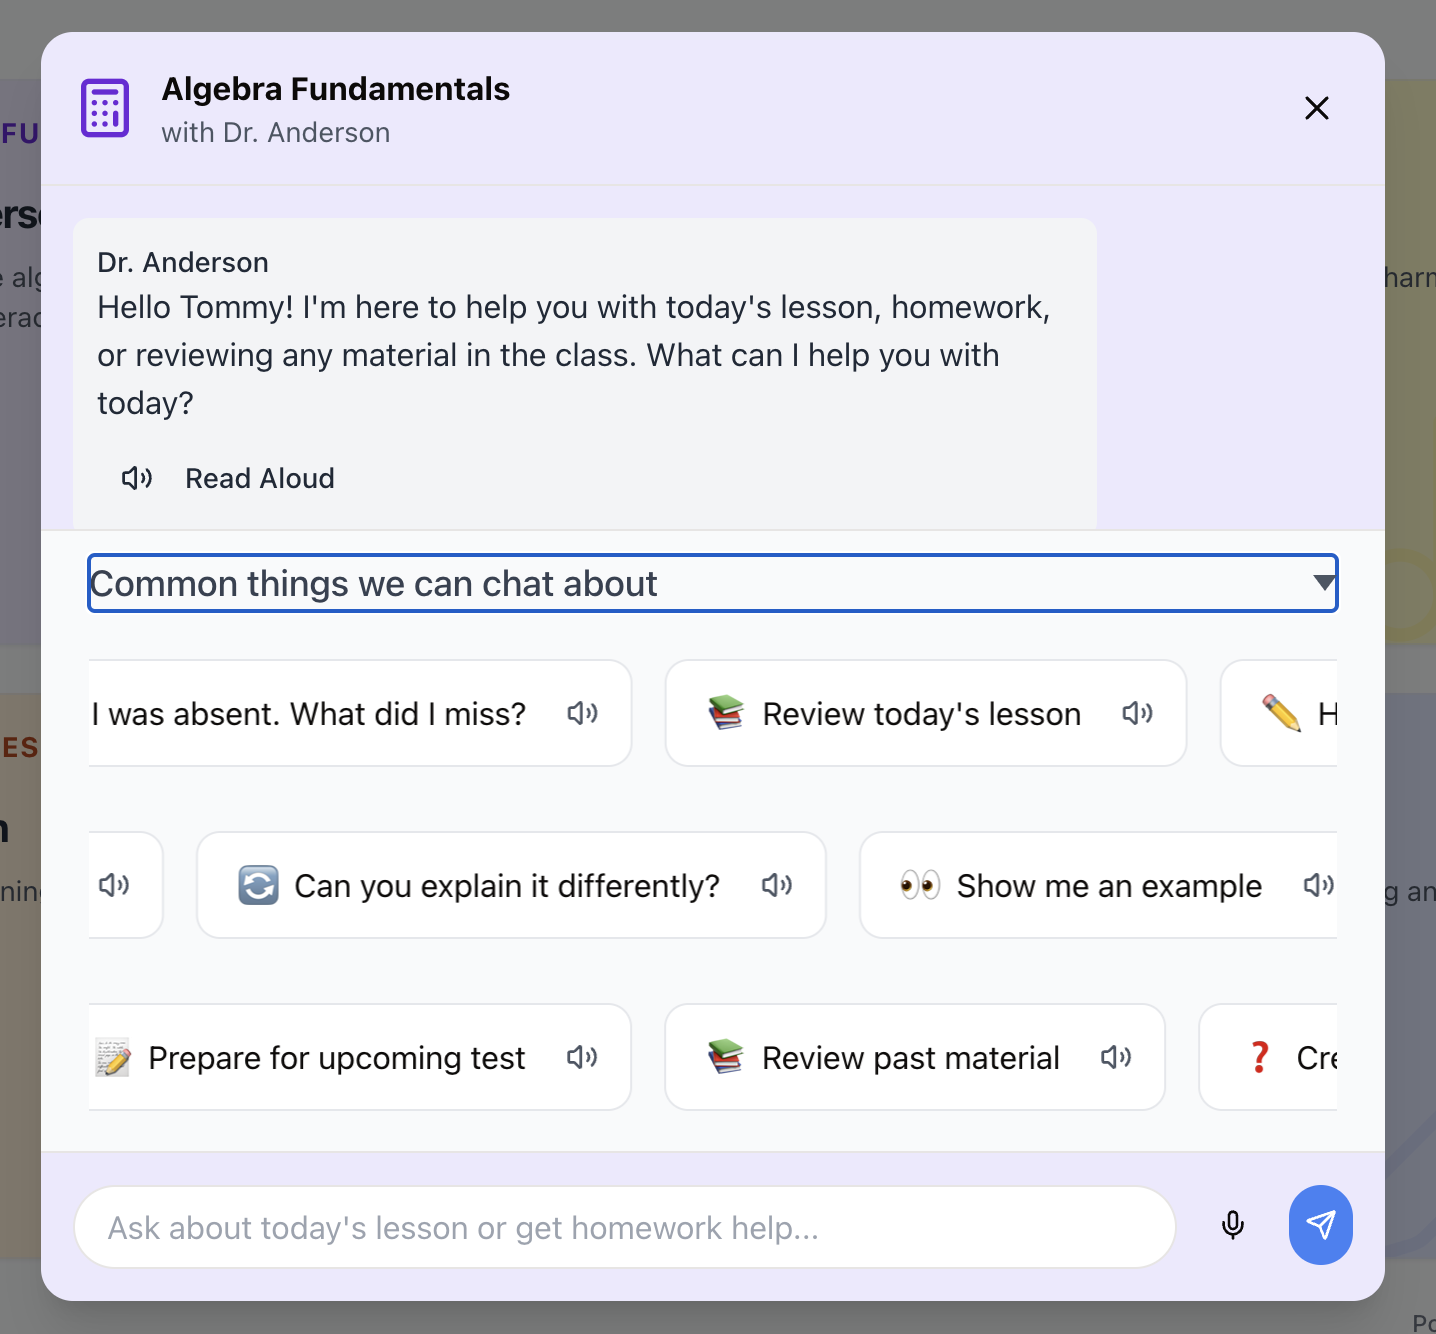 Algebra Fundamentals
with Dr. Anderson
Dr. Anderson
Hello Tommy! I'm here to help you with today's lesson, homework,
or reviewing any material in the class. What can I help you with
today?
Read Aloud
Common things we can chat about
I was absent. What did I miss?
Review today's lesson
Can you explain it differently?
Show me an example
Prepare for upcoming test
Review past material
Ask about today's lesson or get homework help...